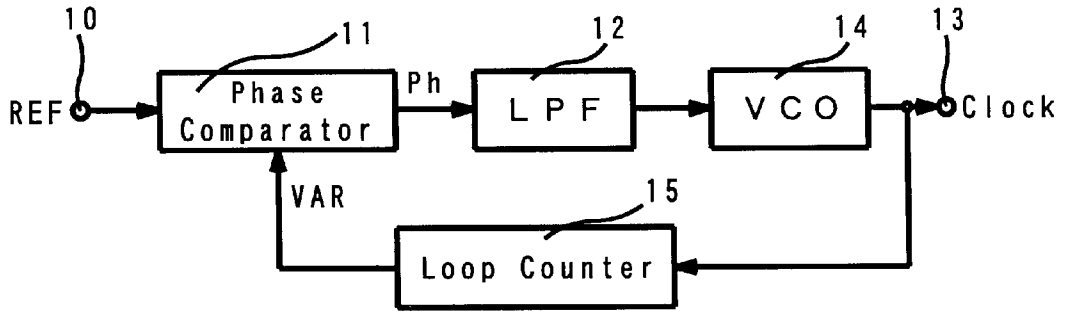 10
11
12
14
13
REF
Phase
Comparator
Ph
LPF
VCO
Clock
VAR
15
Loop Counter